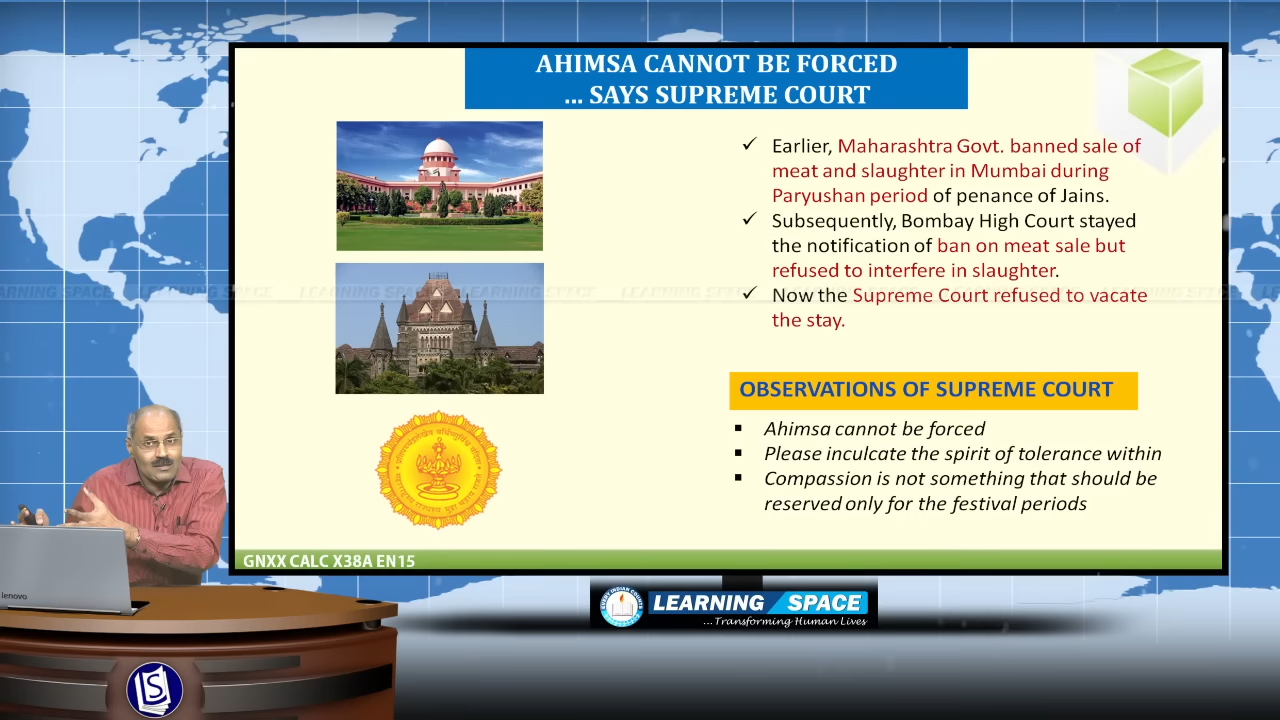 AHIMSA CANNOT BE FORCED
... SAYS SUPREME COURT
✓ Earlier, Maharashtra Govt. banned sale of
meat and slaughter in Mumbai during
Paryushan period of penance of Jains.
✓ Subsequently, Bombay High Court stayed
the notification of ban on meat sale but
refused to interfere in slaughter.
✓ Now the Supreme Court refused to vacate
the stay.
LEARNING SPACE
OBSERVATIONS OF SUPREME COURT
▪ Ahimsa cannot be forced
▪ Please inculcate the spirit of tolerance within
▪ Compassion is not something that should be
reserved only for the festival periods
GNXX CALC X38A EN15
lenovo
EVERY INDIAN COUNTS
LEARNING SPACE
...Transforming Human Lives
LS